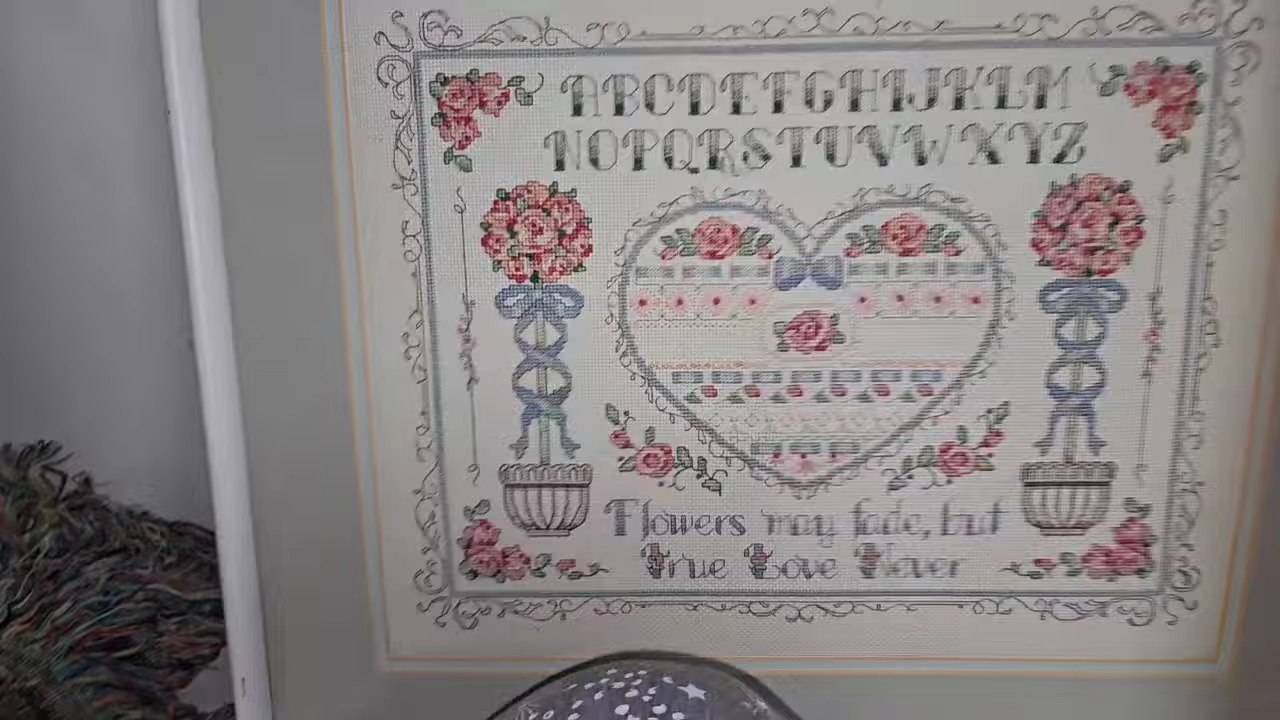 ABCDEFGHIJKLM
NOPQRSTUVWXYZ
Flowers may fade, but
True Love Never